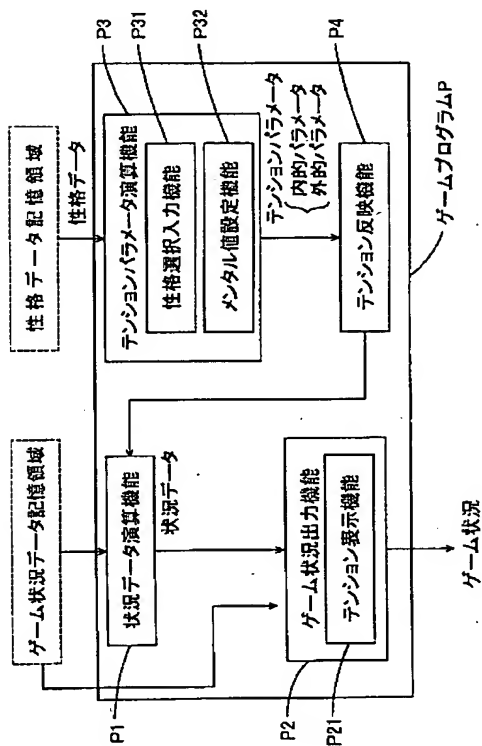 ゲーム状況データ記憶領域
性格データ記憶領域
性格データ
P3
P1
状況データ演算機能
テンションパラメータ演算機能
P31
性格選択入力機能
P32
メンタル値設定機能
状況データ
テンションパラメータ
内的パラメータ
外的パラメータ
P4
テンション反映機能
P2
ゲーム状況出力機能
P21
テンション表示機能
ゲームプログラムP
ゲーム状況